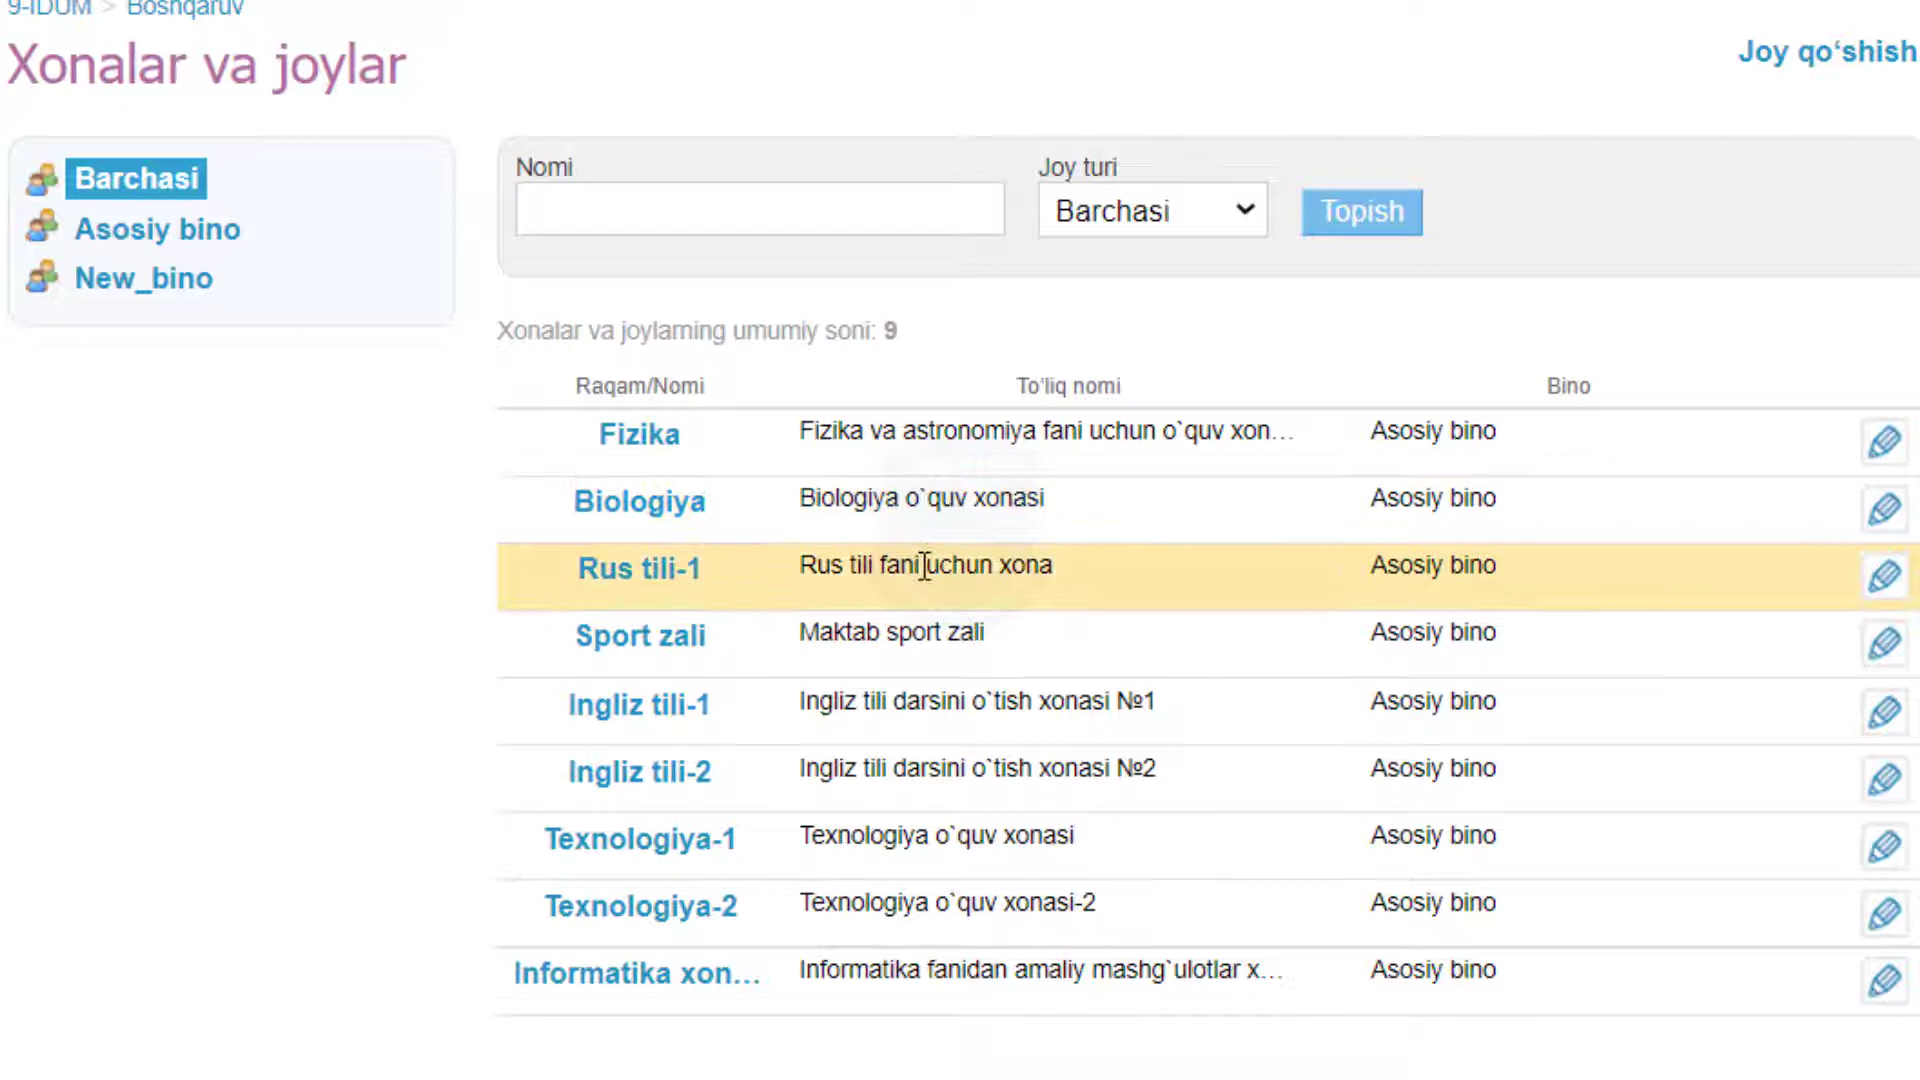 9-IDUM > Boshqaruv
Xonalar va joylar
Joy qo‘shish
Barchasi
Asosiy bino
New_bino
Nomi
Joy turi
Barchasi
Topish
Xonalar va joylarning umumiy soni: 9
Raqam/Nomi To‘liq nomi Bino
Fizika Fizika va astronomiya fani uchun o`quv xon... Asosiy bino
Biologiya Biologiya o`quv xonasi Asosiy bino
Rus tili-1 Rus tili fani uchun xona Asosiy bino
Sport zali Maktab sport zali Asosiy bino
Ingliz tili-1 Ingliz tili darsini o`tish xonasi №1 Asosiy bino
Ingliz tili-2 Ingliz tili darsini o`tish xonasi №2 Asosiy bino
Texnologiya-1 Texnologiya o`quv xonasi Asosiy bino
Texnologiya-2 Texnologiya o`quv xonasi-2 Asosiy bino
Informatika xon... Informatika fanidan amaliy mashg`ulotlar x... Asosiy bino